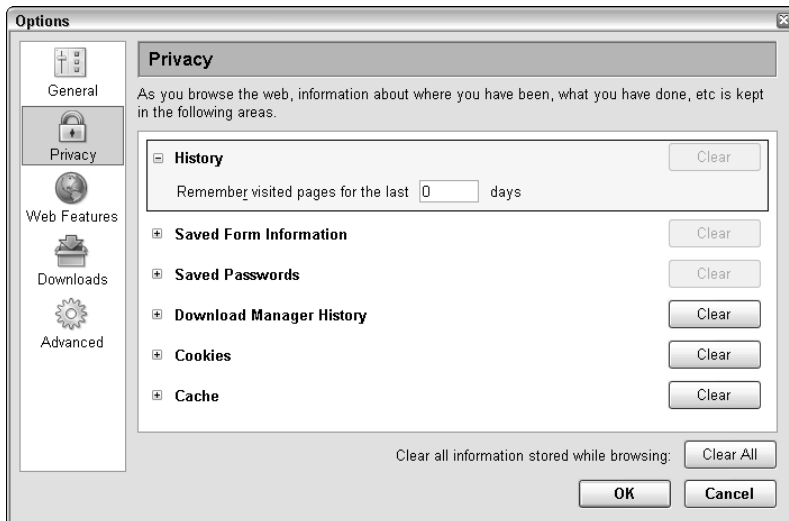 Options
General
Privacy
Web Features
Downloads
Advanced
Privacy
As you browse the web, information about where you have been, what you have done, etc is kept
in the following areas.
History Clear
Remember visited pages for the last 0 days
Saved Form Information Clear
Saved Passwords Clear
Download Manager History Clear
Cookies Clear
Cache Clear
Clear all information stored while browsing: Clear All
OK Cancel